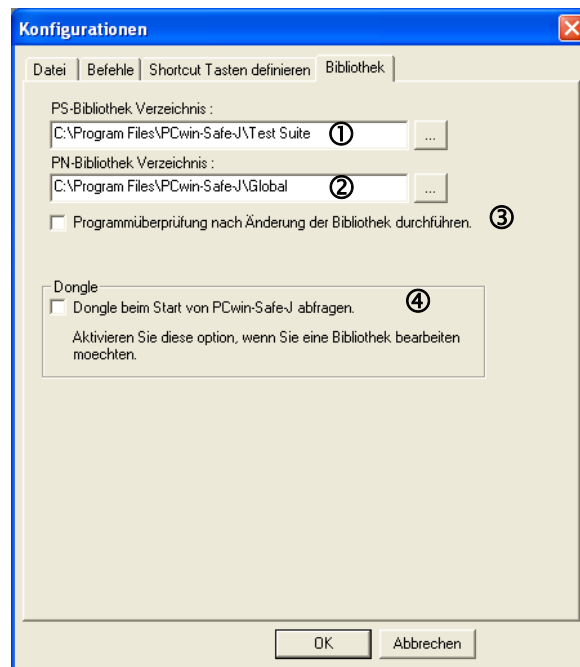 Konfigurationen
Datei Befehle Shortcut Tasten definieren Bibliothek
PS-Bibliothek Verzeichnis :
C:\Program Files\PCwin-Safe-J\Test Suite ① ...
PN-Bibliothek Verzeichnis :
C:\Program Files\PCwin-Safe-J\Global ② ...
Programmüberprüfung nach Änderung der Bibliothek durchführen. ③
Dongle
Dongle beim Start von PCwin-Safe-J abfragen. ④
Aktivieren Sie diese option, wenn Sie eine Bibliothek bearbeiten
moechten.
OK Abbrechen